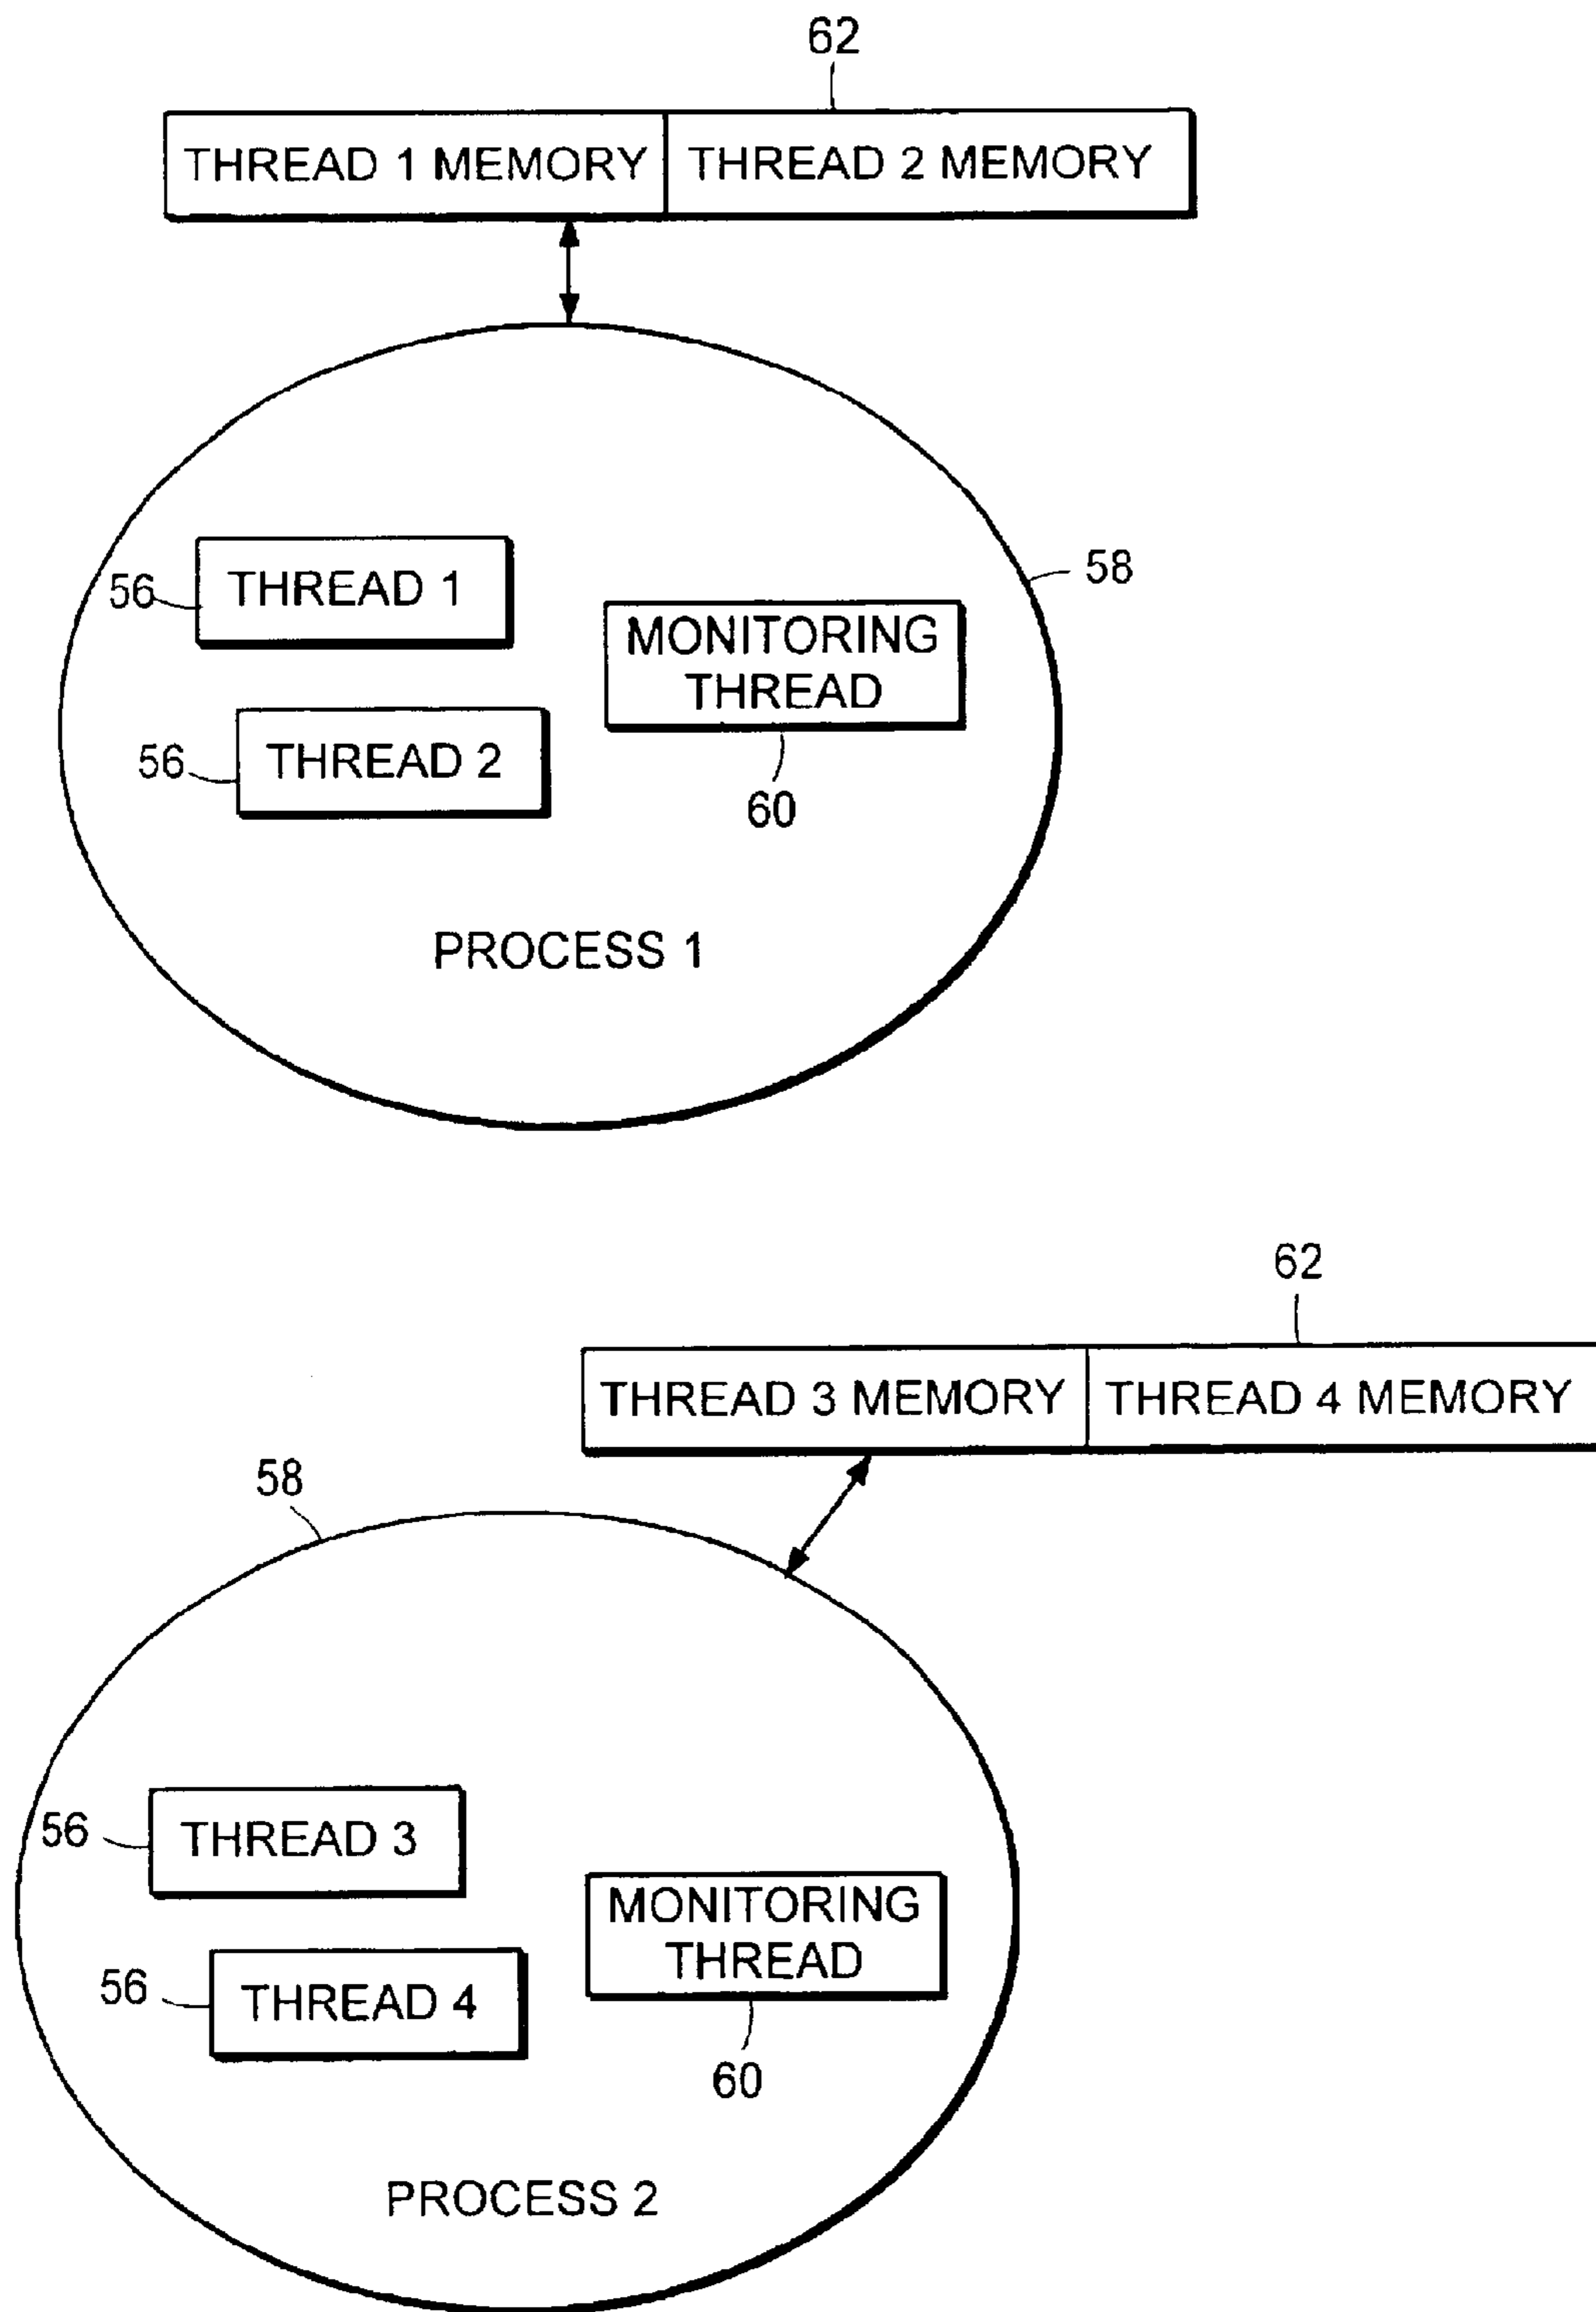 62
THREAD 1 MEMORY THREAD 2 MEMORY
58
56 THREAD 1
MONITORING
THREAD
56 THREAD 2
60
PROCESS 1
62
THREAD 3 MEMORY THREAD 4 MEMORY
58
56 THREAD 3
MONITORING
THREAD
56 THREAD 4
60
PROCESS 2